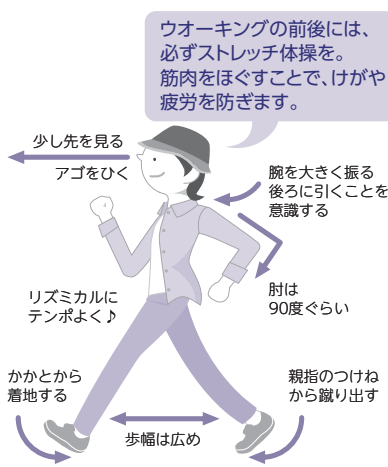 ウオーキングの前後には、
必ずストレッチ体操を。
筋肉をほぐすことで、けがや
疲労を防ぎます。
少し先を見る
アゴをひく
腕を大きく振る
後ろに引くことを
意識する
肘は
90度ぐらい
リズミカルに
テンポよく♪
かかとから
着地する
歩幅は広め
親指のつけね
から蹴り出す